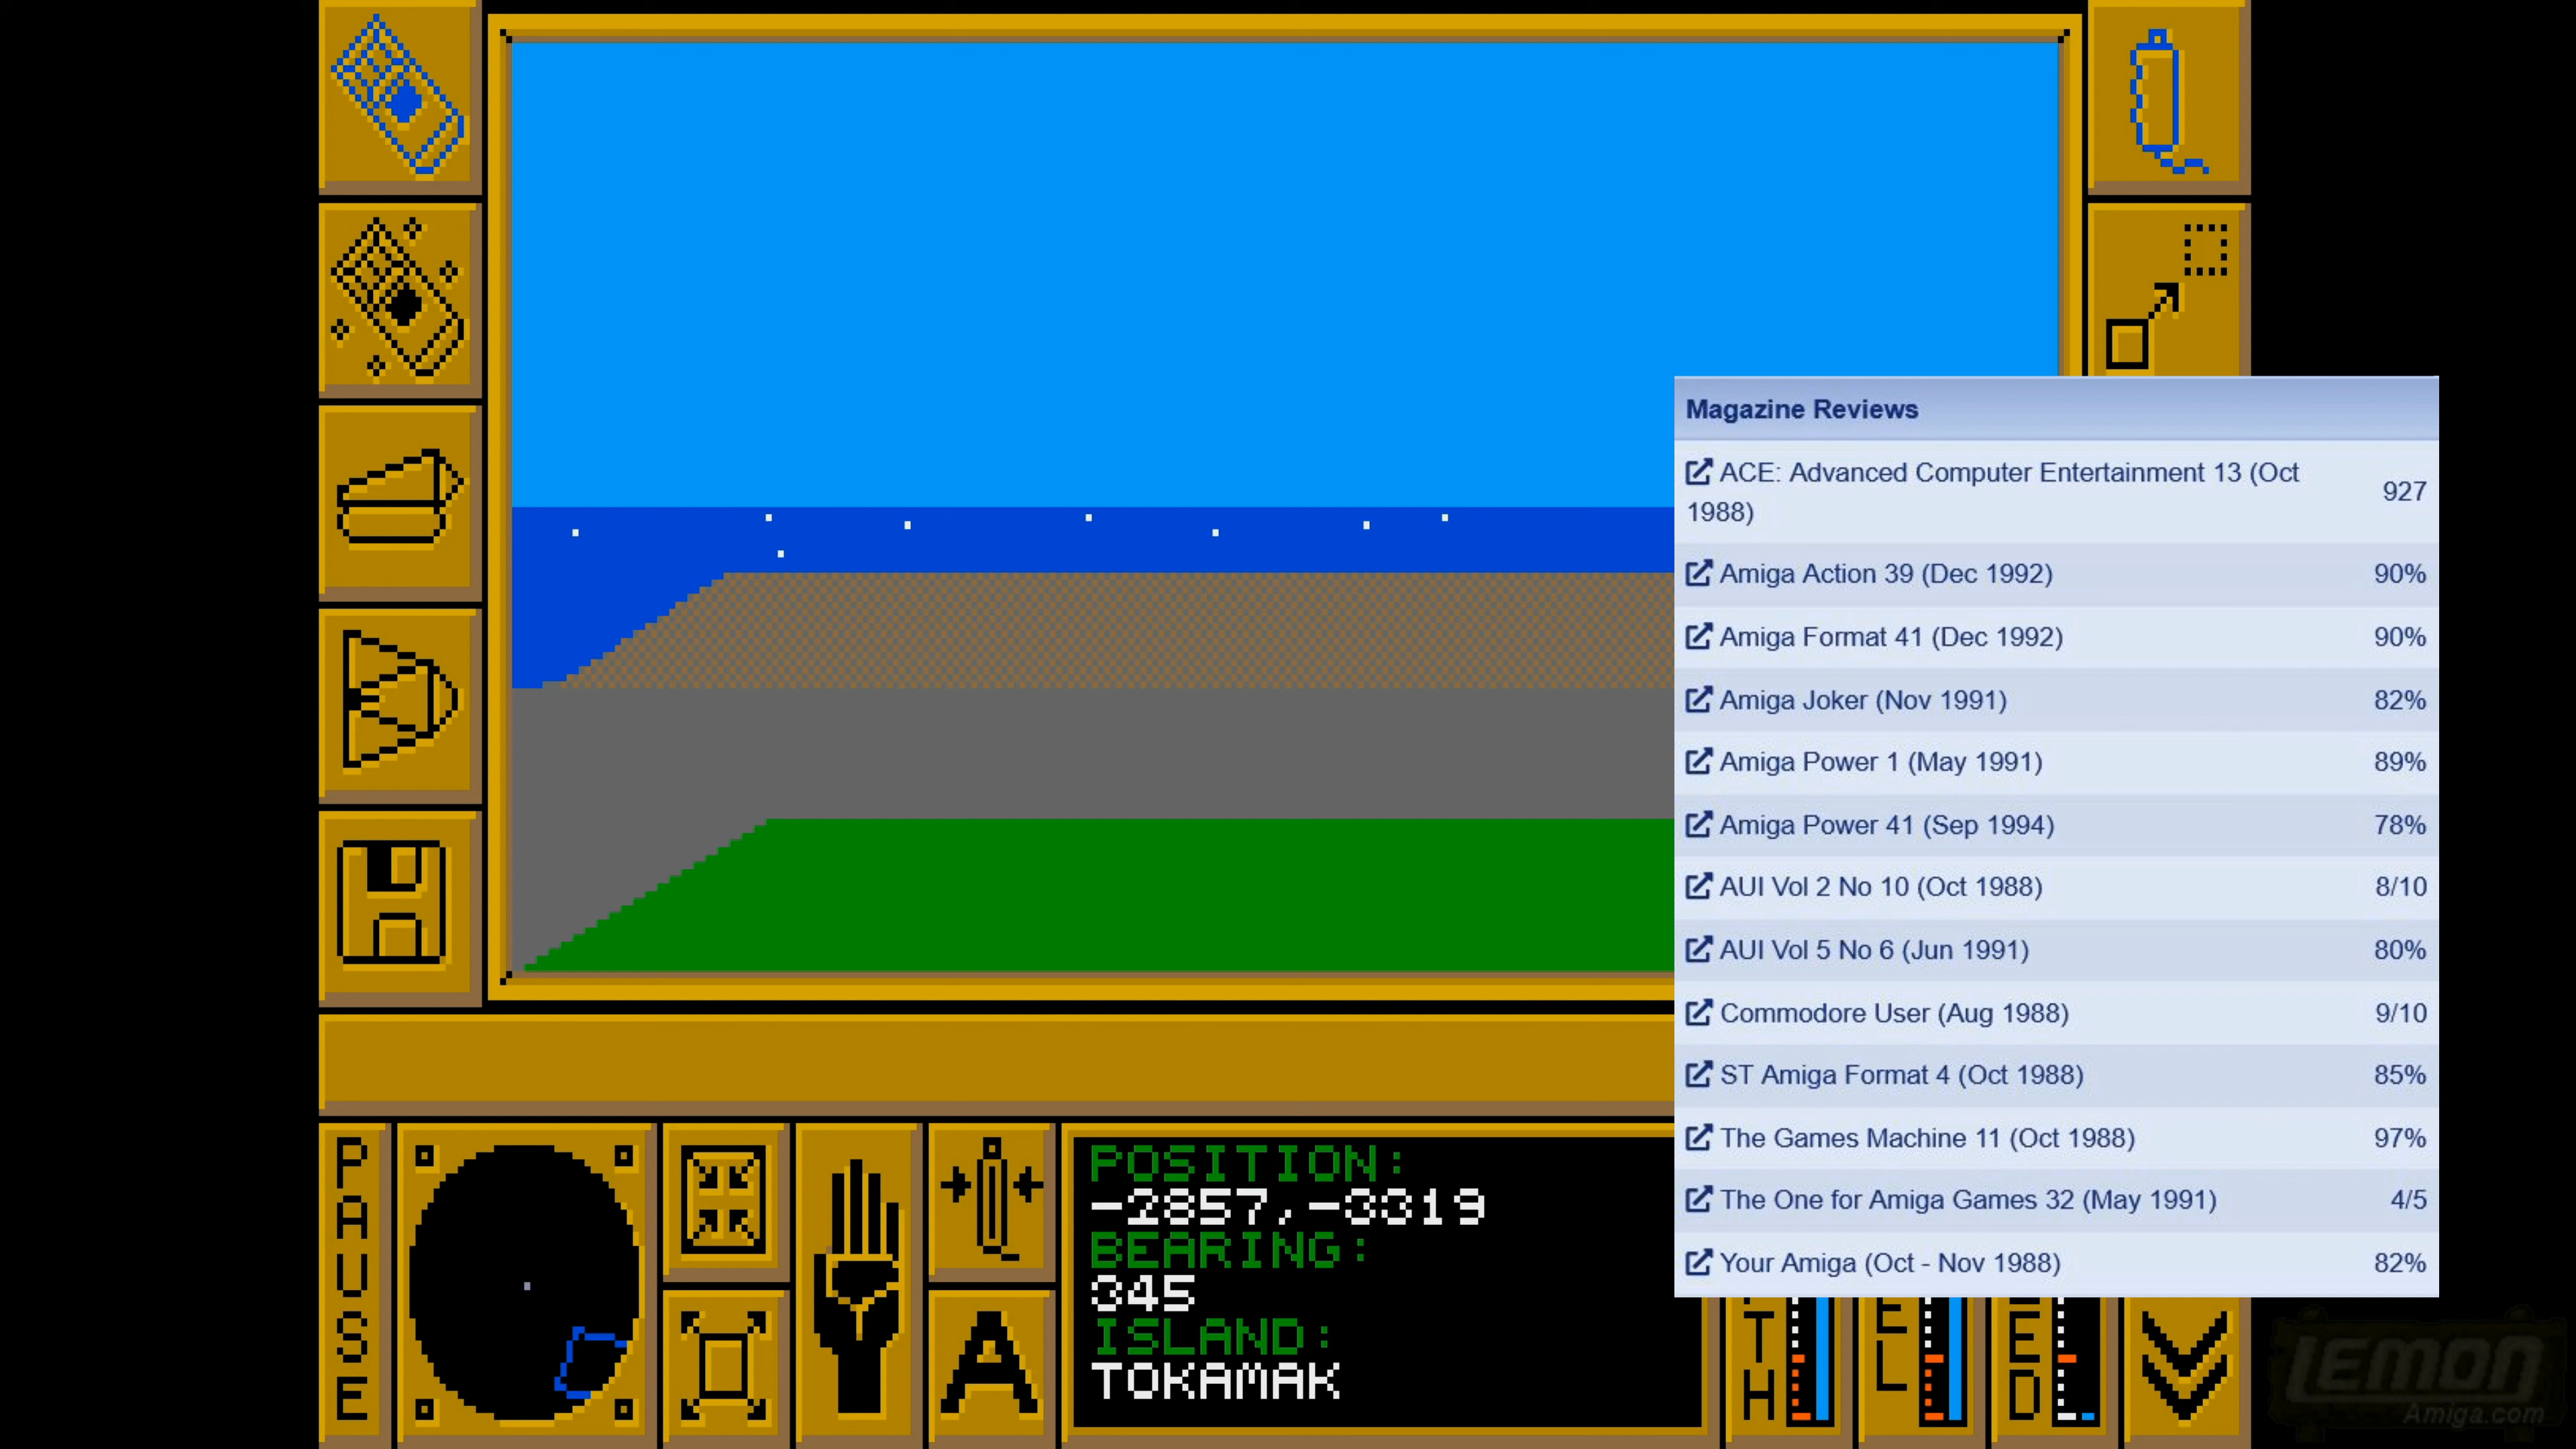 Magazine Reviews
ACE: Advanced Computer Entertainment 13 (Oct 1988) 927
Amiga Action 39 (Dec 1992) 90%
Amiga Format 41 (Dec 1992) 90%
Amiga Joker (Nov 1991) 82%
Amiga Power 1 (May 1991) 89%
Amiga Power 41 (Sep 1994) 78%
AUI Vol 2 No 10 (Oct 1988) 8/10
AUI Vol 5 No 6 (Jun 1991) 80%
Commodore User (Aug 1988) 9/10
ST Amiga Format 4 (Oct 1988) 85%
The Games Machine 11 (Oct 1988) 97%
The One for Amiga Games 32 (May 1991) 4/5
Your Amiga (Oct - Nov 1988) 82%
PAUSE
A
POSITION:
-2857,-3319
BEARING:
345
ISLAND:
TOKAMAK
TH
EL
ED
LEMON
Amiga.com